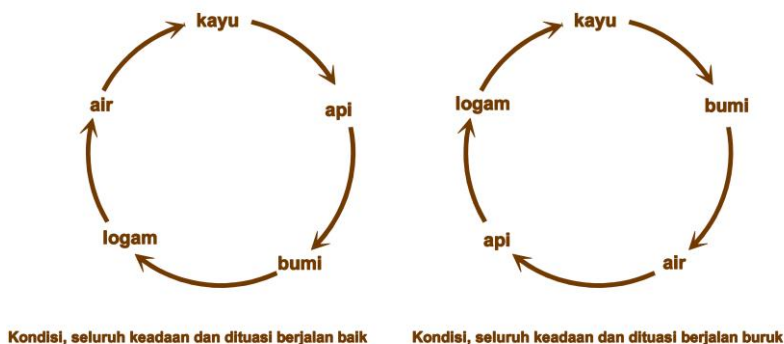 kayu
api
bumi
logam
air
Kondisi, seluruh keadaan dan dituasi berjalan baik
kayu
bumi
air
api
logam
Kondisi, seluruh keadaan dan dituasi berjalan buruk